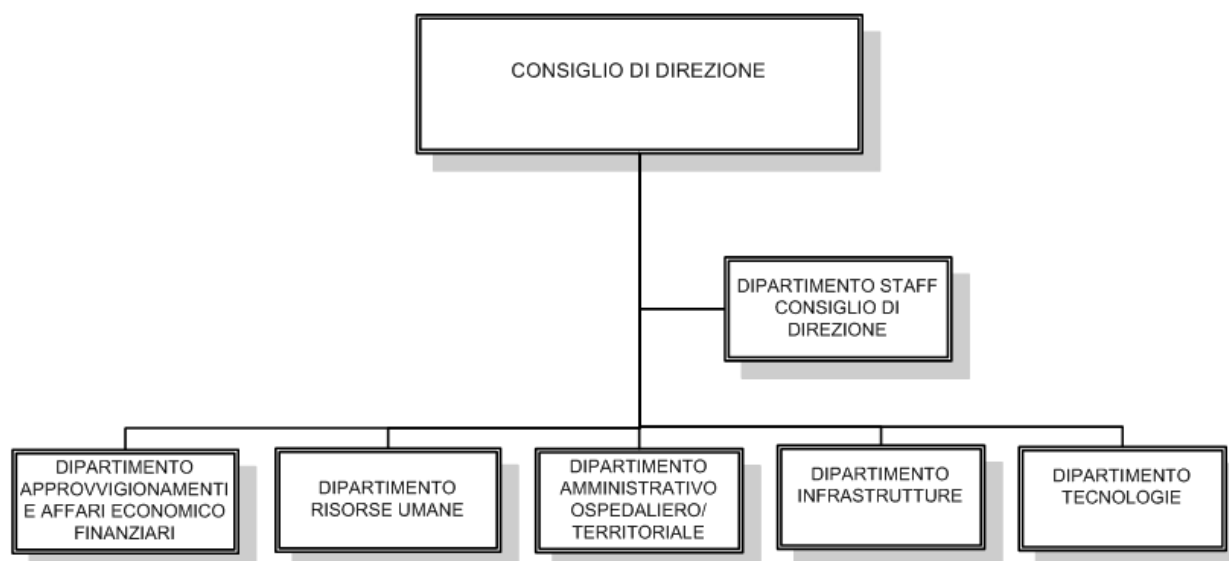 CONSIGLIO DI DIREZIONE
DIPARTIMENTO STAFF
CONSIGLIO DI
DIREZIONE
DIPARTIMENTO
APPROVVIGIONAMENTI
E AFFARI ECONOMICO
FINANZIARI
DIPARTIMENTO
RISORSE UMANE
DIPARTIMENTO
AMMINISTRATIVO
OSPEDALIERO/
TERRITORIALE
DIPARTIMENTO
INFRASTRUTTURE
DIPARTIMENTO
TECNOLOGIE